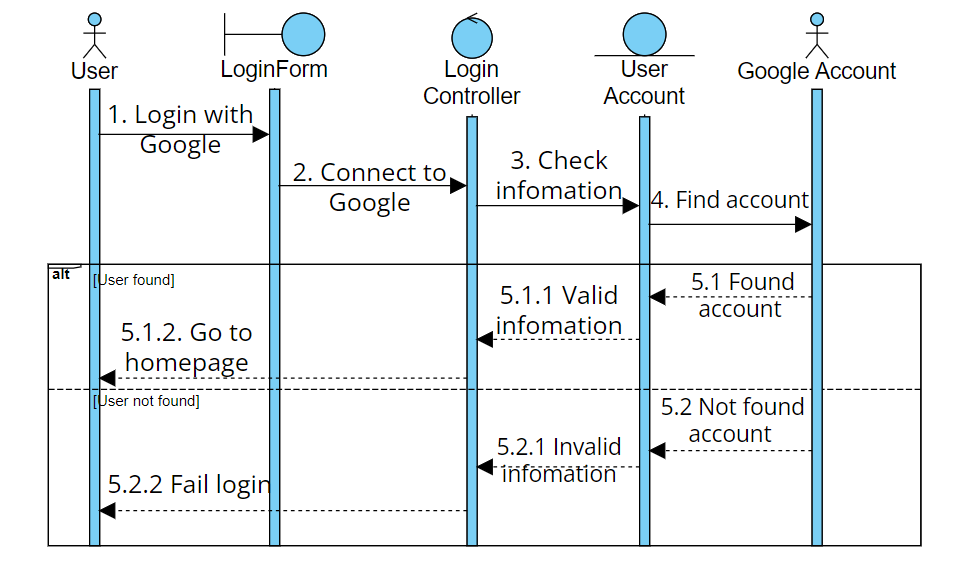 User
LoginForm
Login
Controller
User
Account
Google Account
1. Login with
Google
2. Connect to
Google
3. Check
infomation
4. Find account
alt
[User found]
5.1 Found
account
5.1.1 Valid
infomation
5.1.2. Go to
homepage
[User not found]
5.2 Not found
account
5.2.1 Invalid
infomation
5.2.2 Fail login